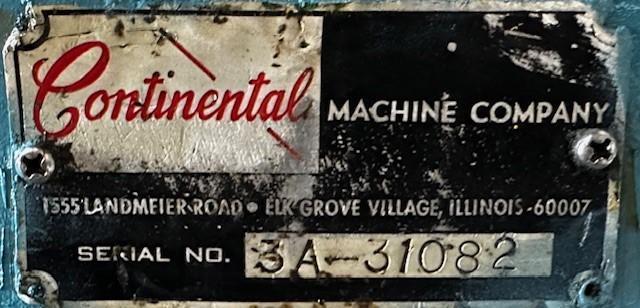 Continental MACHINE COMPANY
1555 LANDMEIER ROAD • ELK GROVE VILLAGE, ILLINOIS - 60007
SERIAL NO. 3A-31082